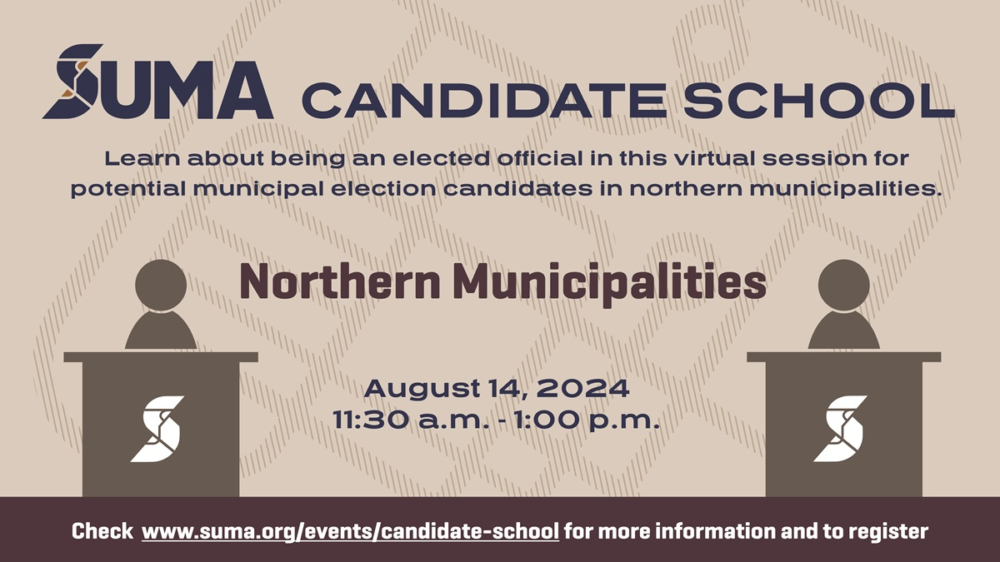 SUMA CANDIDATE SCHOOL
Learn about being an elected official in this virtual session for
potential municipal election candidates in northern municipalities.
Northern Municipalities
August 14, 2024
11:30 a.m. - 1:00 p.m.
S
S
Check www.suma.org/events/candidate-school for more information and to register